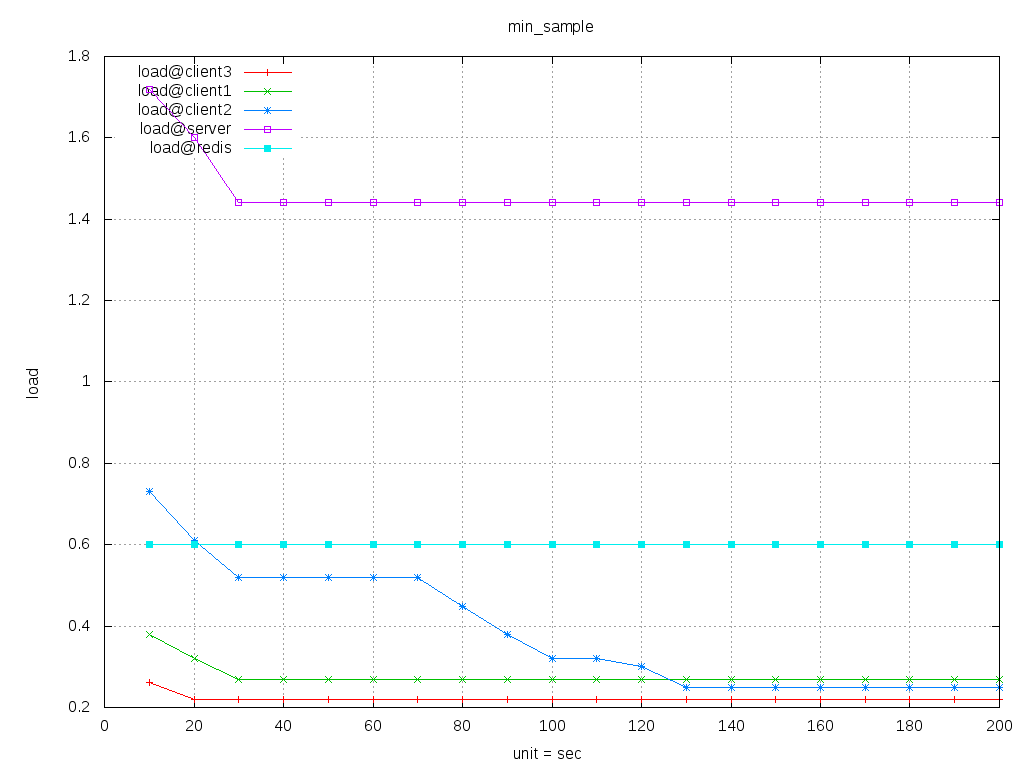 min_sample
load@client3
load@client1
load@client2
load@server
load@redis
1.8
1.6
1.4
1.2
1
0.8
0.6
0.4
0.2
load
0 20 40 60 80 100 120 140 160 180 200
unit = sec